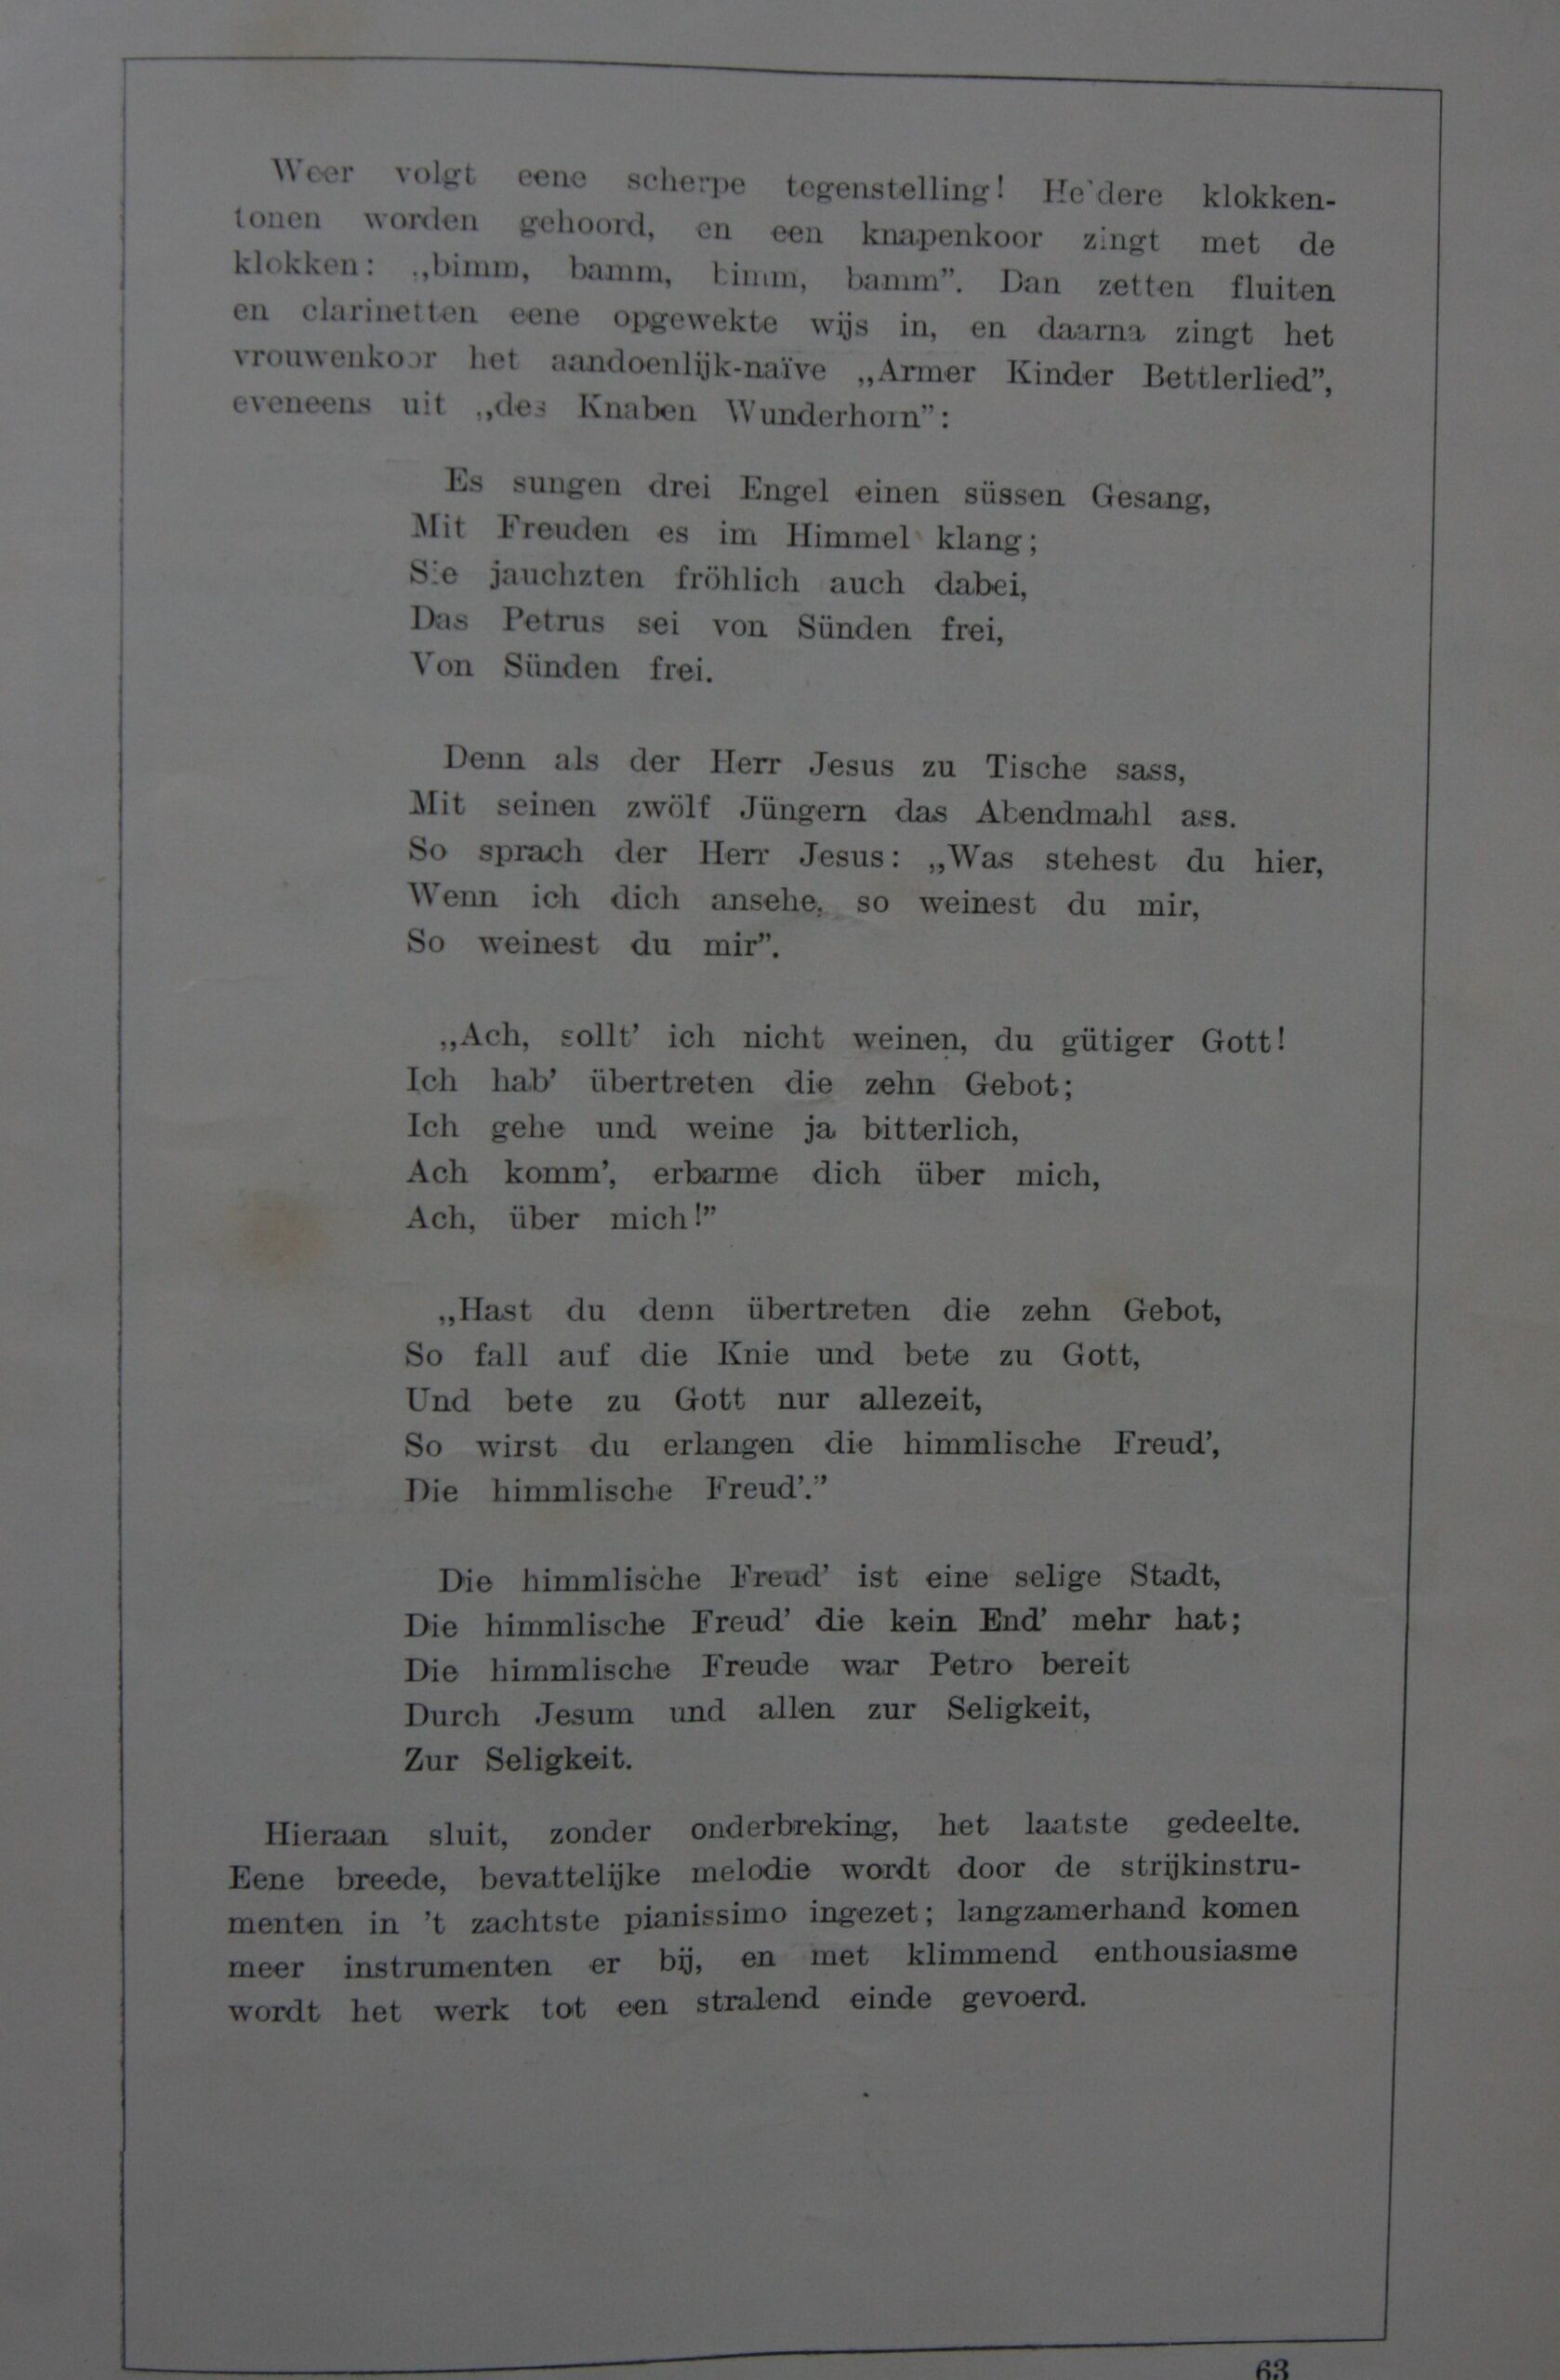 Weer volgt eene scherpe tegenstelling! Heldere klokken-
tonen worden gehoord, en een knapenkoor zingt met de
klokken: „bimm, bamm, bimm, bamm”. Dan zetten fluiten
en clarinetten eene opgewekte wijs in, en daarna zingt het
vrouwenkoor het aandoenlijk-naïve „Armer Kinder Bettlerlied”,
eveneens uit „des Knaben Wunderhorn”:
Es sungen drei Engel einen süssen Gesang,
Mit Freuden es im Himmel klang;
Sie jauchzten fröhlich auch dabei,
Das Petrus sei von Sünden frei,
Von Sünden frei.
Denn als der Herr Jesus zu Tische sass,
Mit seinen zwölf Jüngern das Abendmahl ass.
So sprach der Herr Jesus: „Was stehest du hier,
Wenn ich dich ansehe, so weinest du mir,
So weinest du mir”.
„Ach, sollt’ ich nicht weinen, du gütiger Gott!
Ich hab’ übertreten die zehn Gebot;
Ich gehe und weine ja bitterlich,
Ach komm’, erbarme dich über mich,
Ach, über mich!”
„Hast du denn übertreten die zehn Gebot,
So fall auf die Knie und bete zu Gott,
Und bete zu Gott nur allezeit,
So wirst du erlangen die himmlische Freud’,
Die himmlische Freud’.”
Die himmlische Freud’ ist eine selige Stadt,
Die himmlische Freud’ die kein End’ mehr hat;
Die himmlische Freude war Petro bereit
Durch Jesum und allen zur Seligkeit,
Zur Seligkeit.
Hieraan sluit, zonder onderbreking, het laatste gedeelte.
Eene breede, bevattelijke melodie wordt door de strijkinstru-
menten in ’t zachtste pianissimo ingezet; langzamerhand komen
meer instrumenten er bij, en met klimmend enthousiasme
wordt het werk tot een stralend einde gevoerd.
63